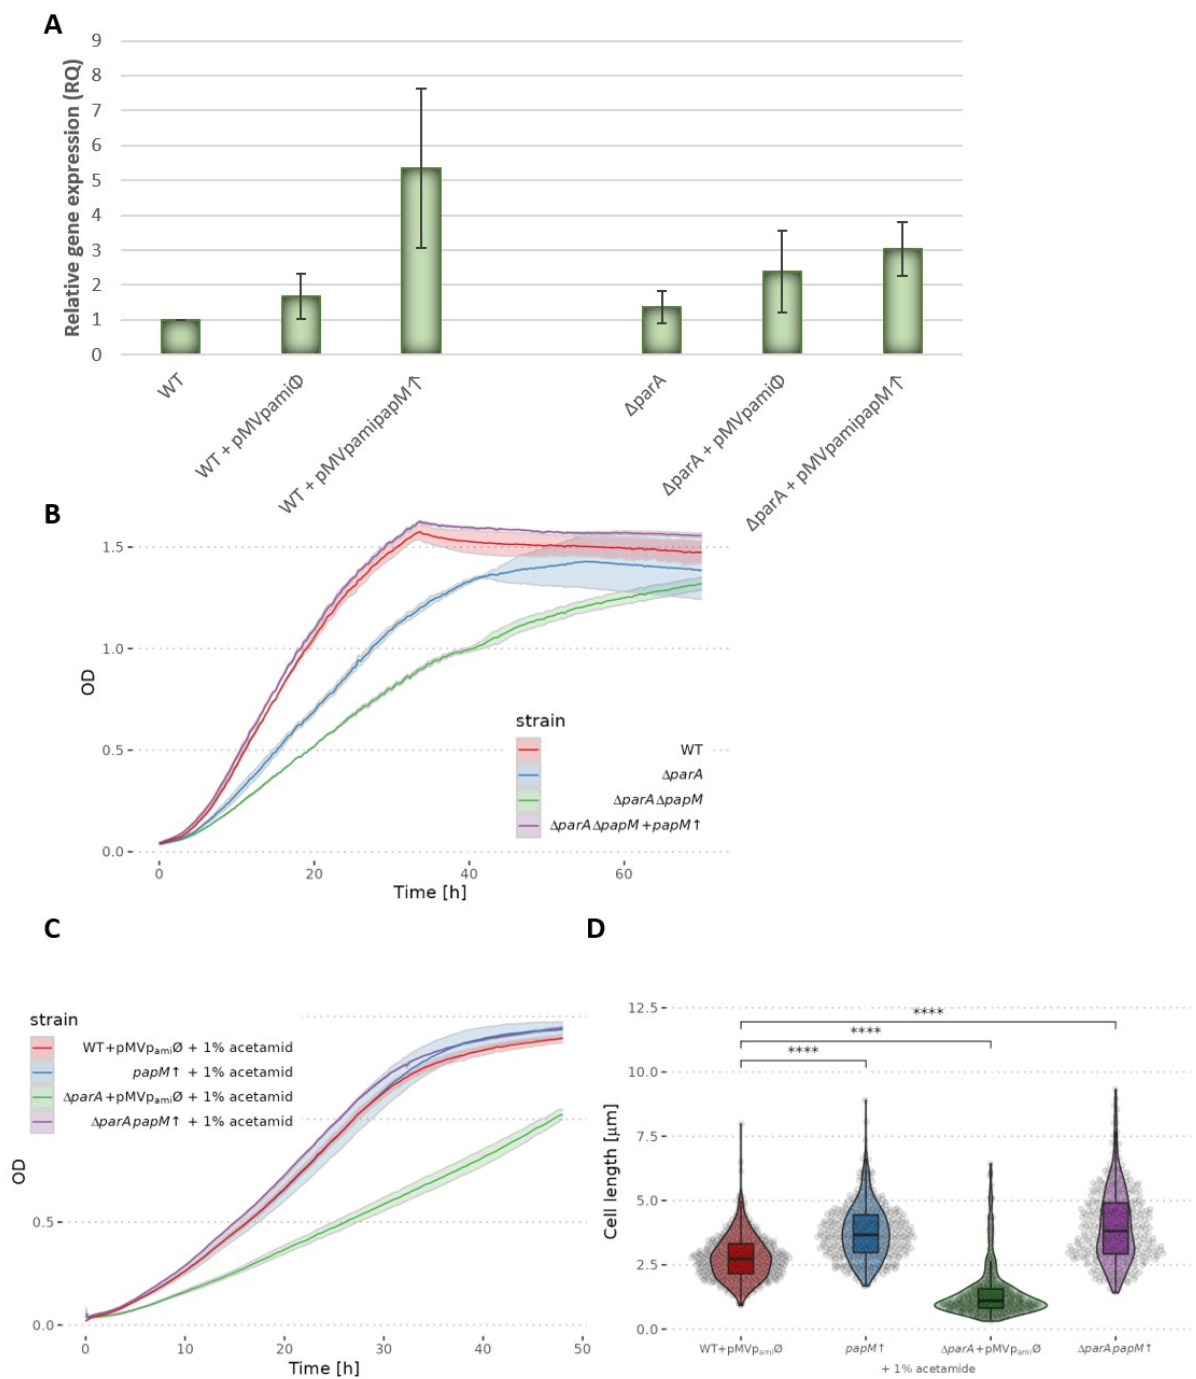 A
Relative gene expression (RQ)
9
8
7
6
5
4
3
2
1
0
WT
WT + pMVpamiΦ
WT + pMVpamipapM↑
ΔparA
ΔparA + pMVpamiΦ
ΔparA + pMVpamipapM↑
B
OD
1.5
1.0
0.5
0.0
0
20
40
60
Time [h]
strain
WT
ΔparA
ΔparAΔpapM
ΔparAΔpapM+papM↑
C
strain
WT+pMVpamiØ + 1% acetamid
papM↑ + 1% acetamid
ΔparA+pMVpamiØ + 1% acetamid
ΔparApapM↑ + 1% acetamid
OD
0.5
0.0
0
10
20
30
40
50
Time [h]
D
Cell length [µm]
12.5
10.0
7.5
5.0
2.5
0.0
****
****
****
WT+pMVpamiØ
papM↑
ΔparA+pMVpamiØ
ΔparApapM↑
+ 1% acetamide